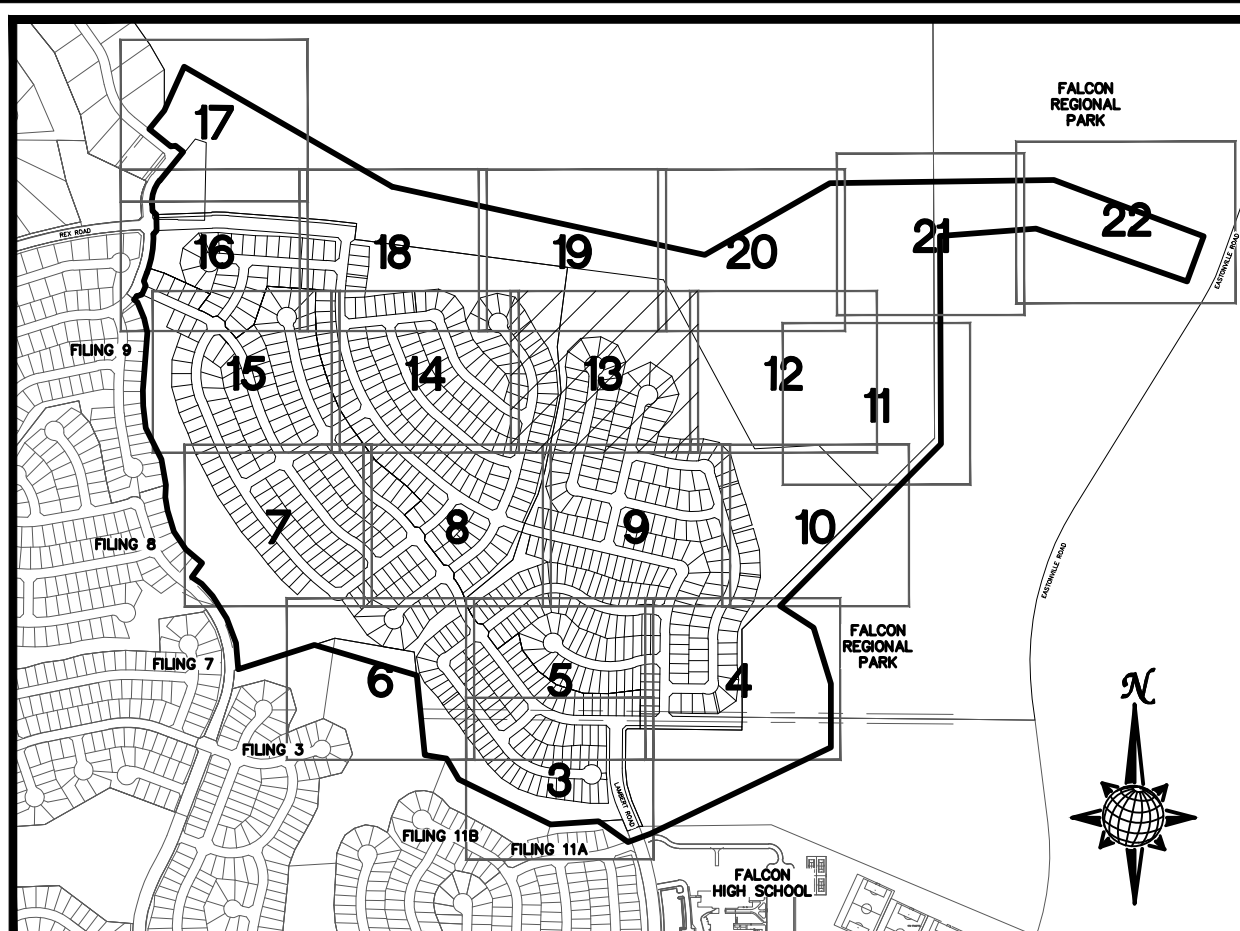 FALCON
REGIONAL
PARK
17
22
21
REX ROAD
16
18
19
20
EASTONVILLE ROAD
FILING 9
15
14
13
12
11
FILING 8
7
8
9
10
EASTONVILLE ROAD
FALCON
REGIONAL
PARK
FILING 7
6
5
4
N
FILING 3
3
LAMBERT ROAD
FILING 11B
FILING 11A
FALCON
HIGH SCHOOL